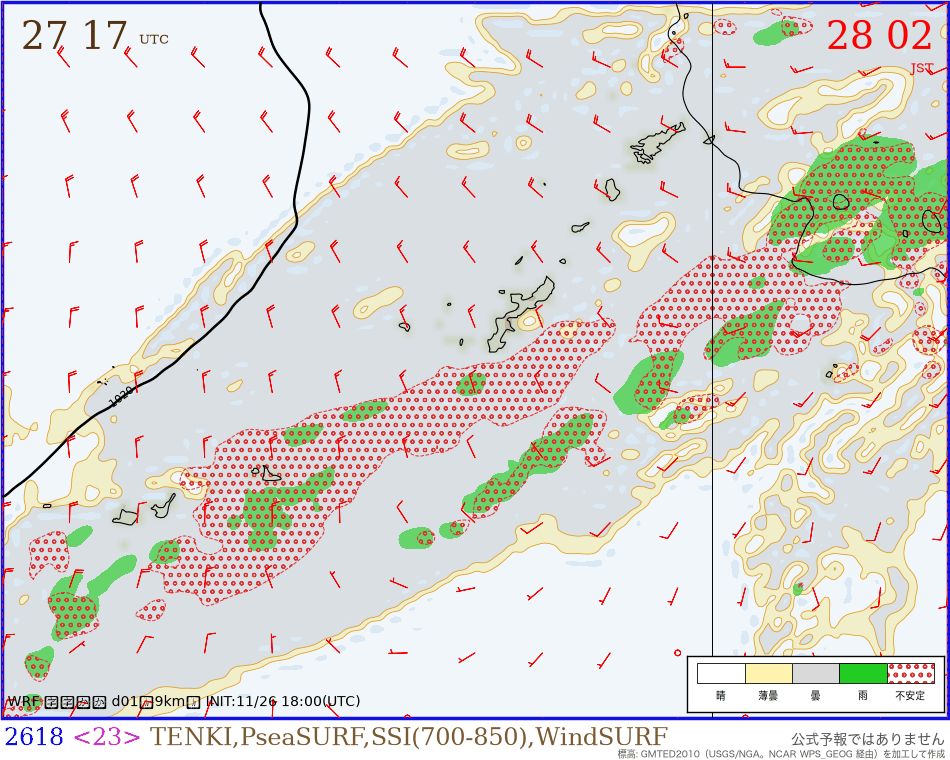 27 17 UTC
28 02
JST
1020
WRF d01 9km INIT:11/26 18:00(UTC)
晴 薄曇 曇 雨 不安定
2618 <23> TENKI,PseaSURF,SSI(700-850),WindSURF
公式予報ではありません
標高: GMTED2010（USGS/NGA。NCAR WPS_GEOG 経由）を加工して作成